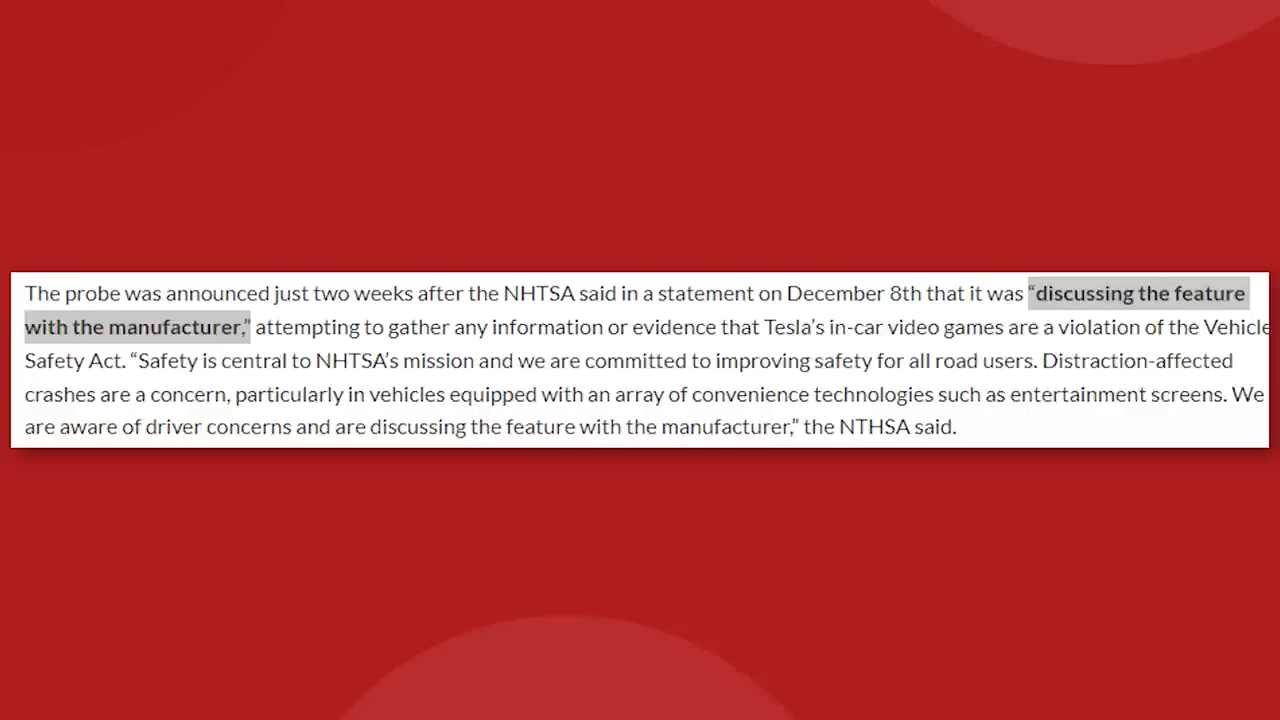 The probe was announced just two weeks after the NHTSA said in a statement on December 8th that it was “discussing the feature
with the manufacturer,” attempting to gather any information or evidence that Tesla’s in-car video games are a violation of the Vehicle
Safety Act. “Safety is central to NHTSA’s mission and we are committed to improving safety for all road users. Distraction-affected
crashes are a concern, particularly in vehicles equipped with an array of convenience technologies such as entertainment screens. We
are aware of driver concerns and are discussing the feature with the manufacturer,” the NTHSA said.